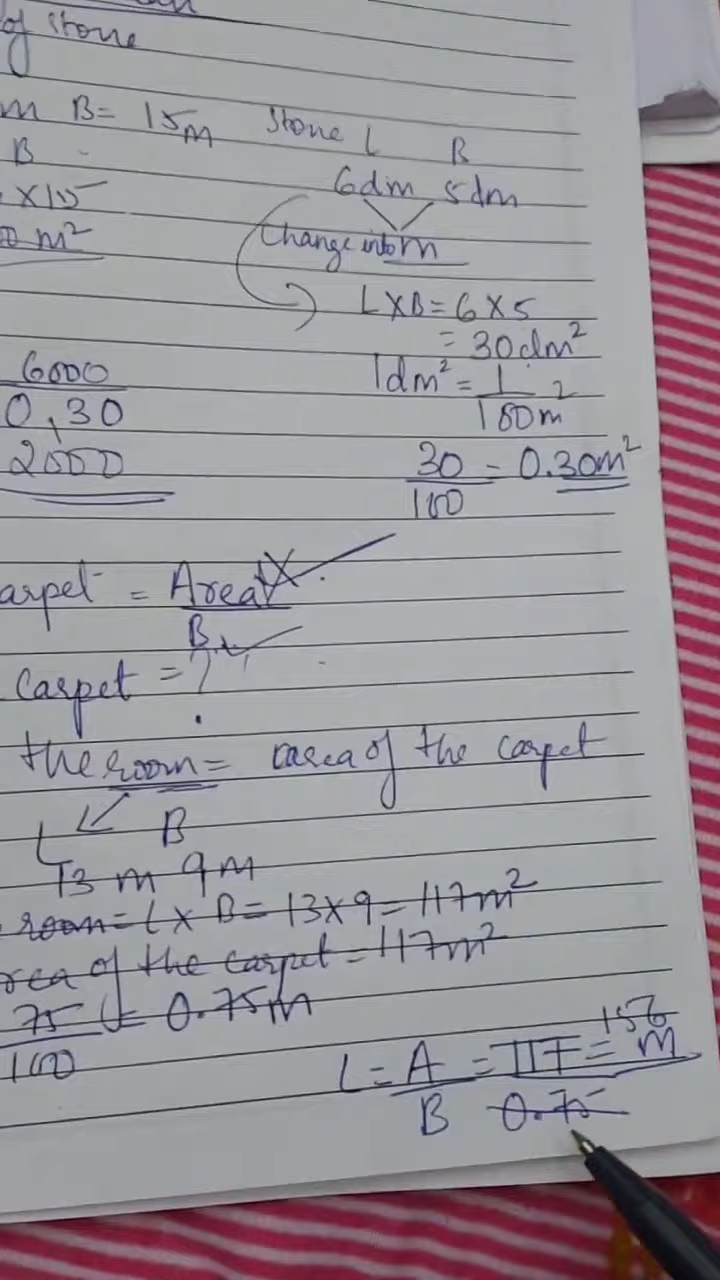 of stone
m B = 15m Stone L B
B 6dm 5dm
×15 Change into m
0 m²
L×B = 6×5
= 30dm²
6000 1dm² = 1/100 m²
0.30
2000 30/100 - 0.30m²
arpet = Area/B
Carpet = ?
the room = area of the carpet
L B
13 m 9m
room = L × B = 13×9 = 117m²
rea of the carpet = 117m²
75/100 = 0.75m
L = A/B = 117/0.75 = 156 m